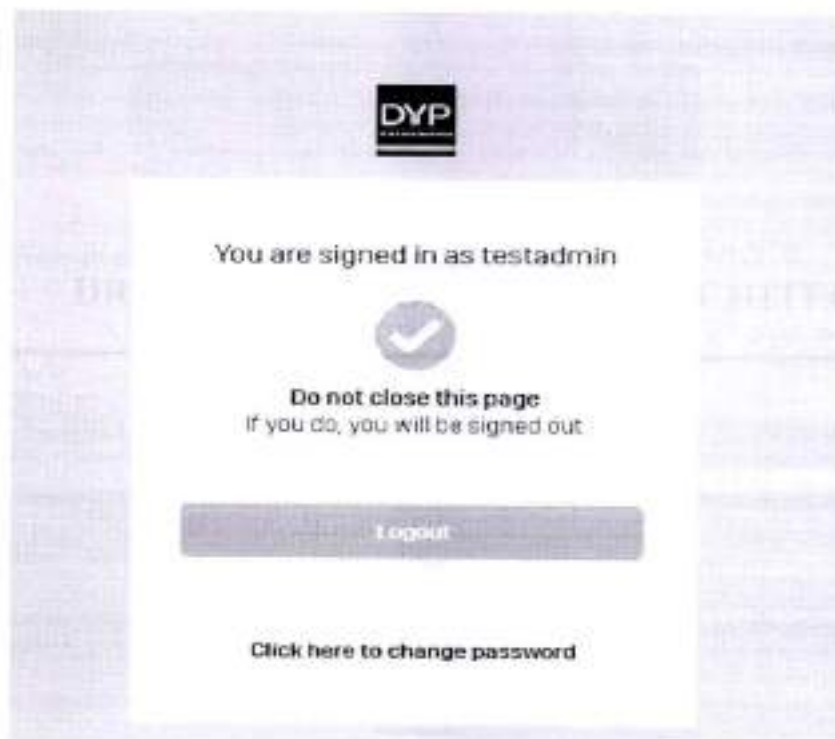 DYP
You are signed in as testadmin
Do not close this page
If you do, you will be signed out
Logout
Click here to change password